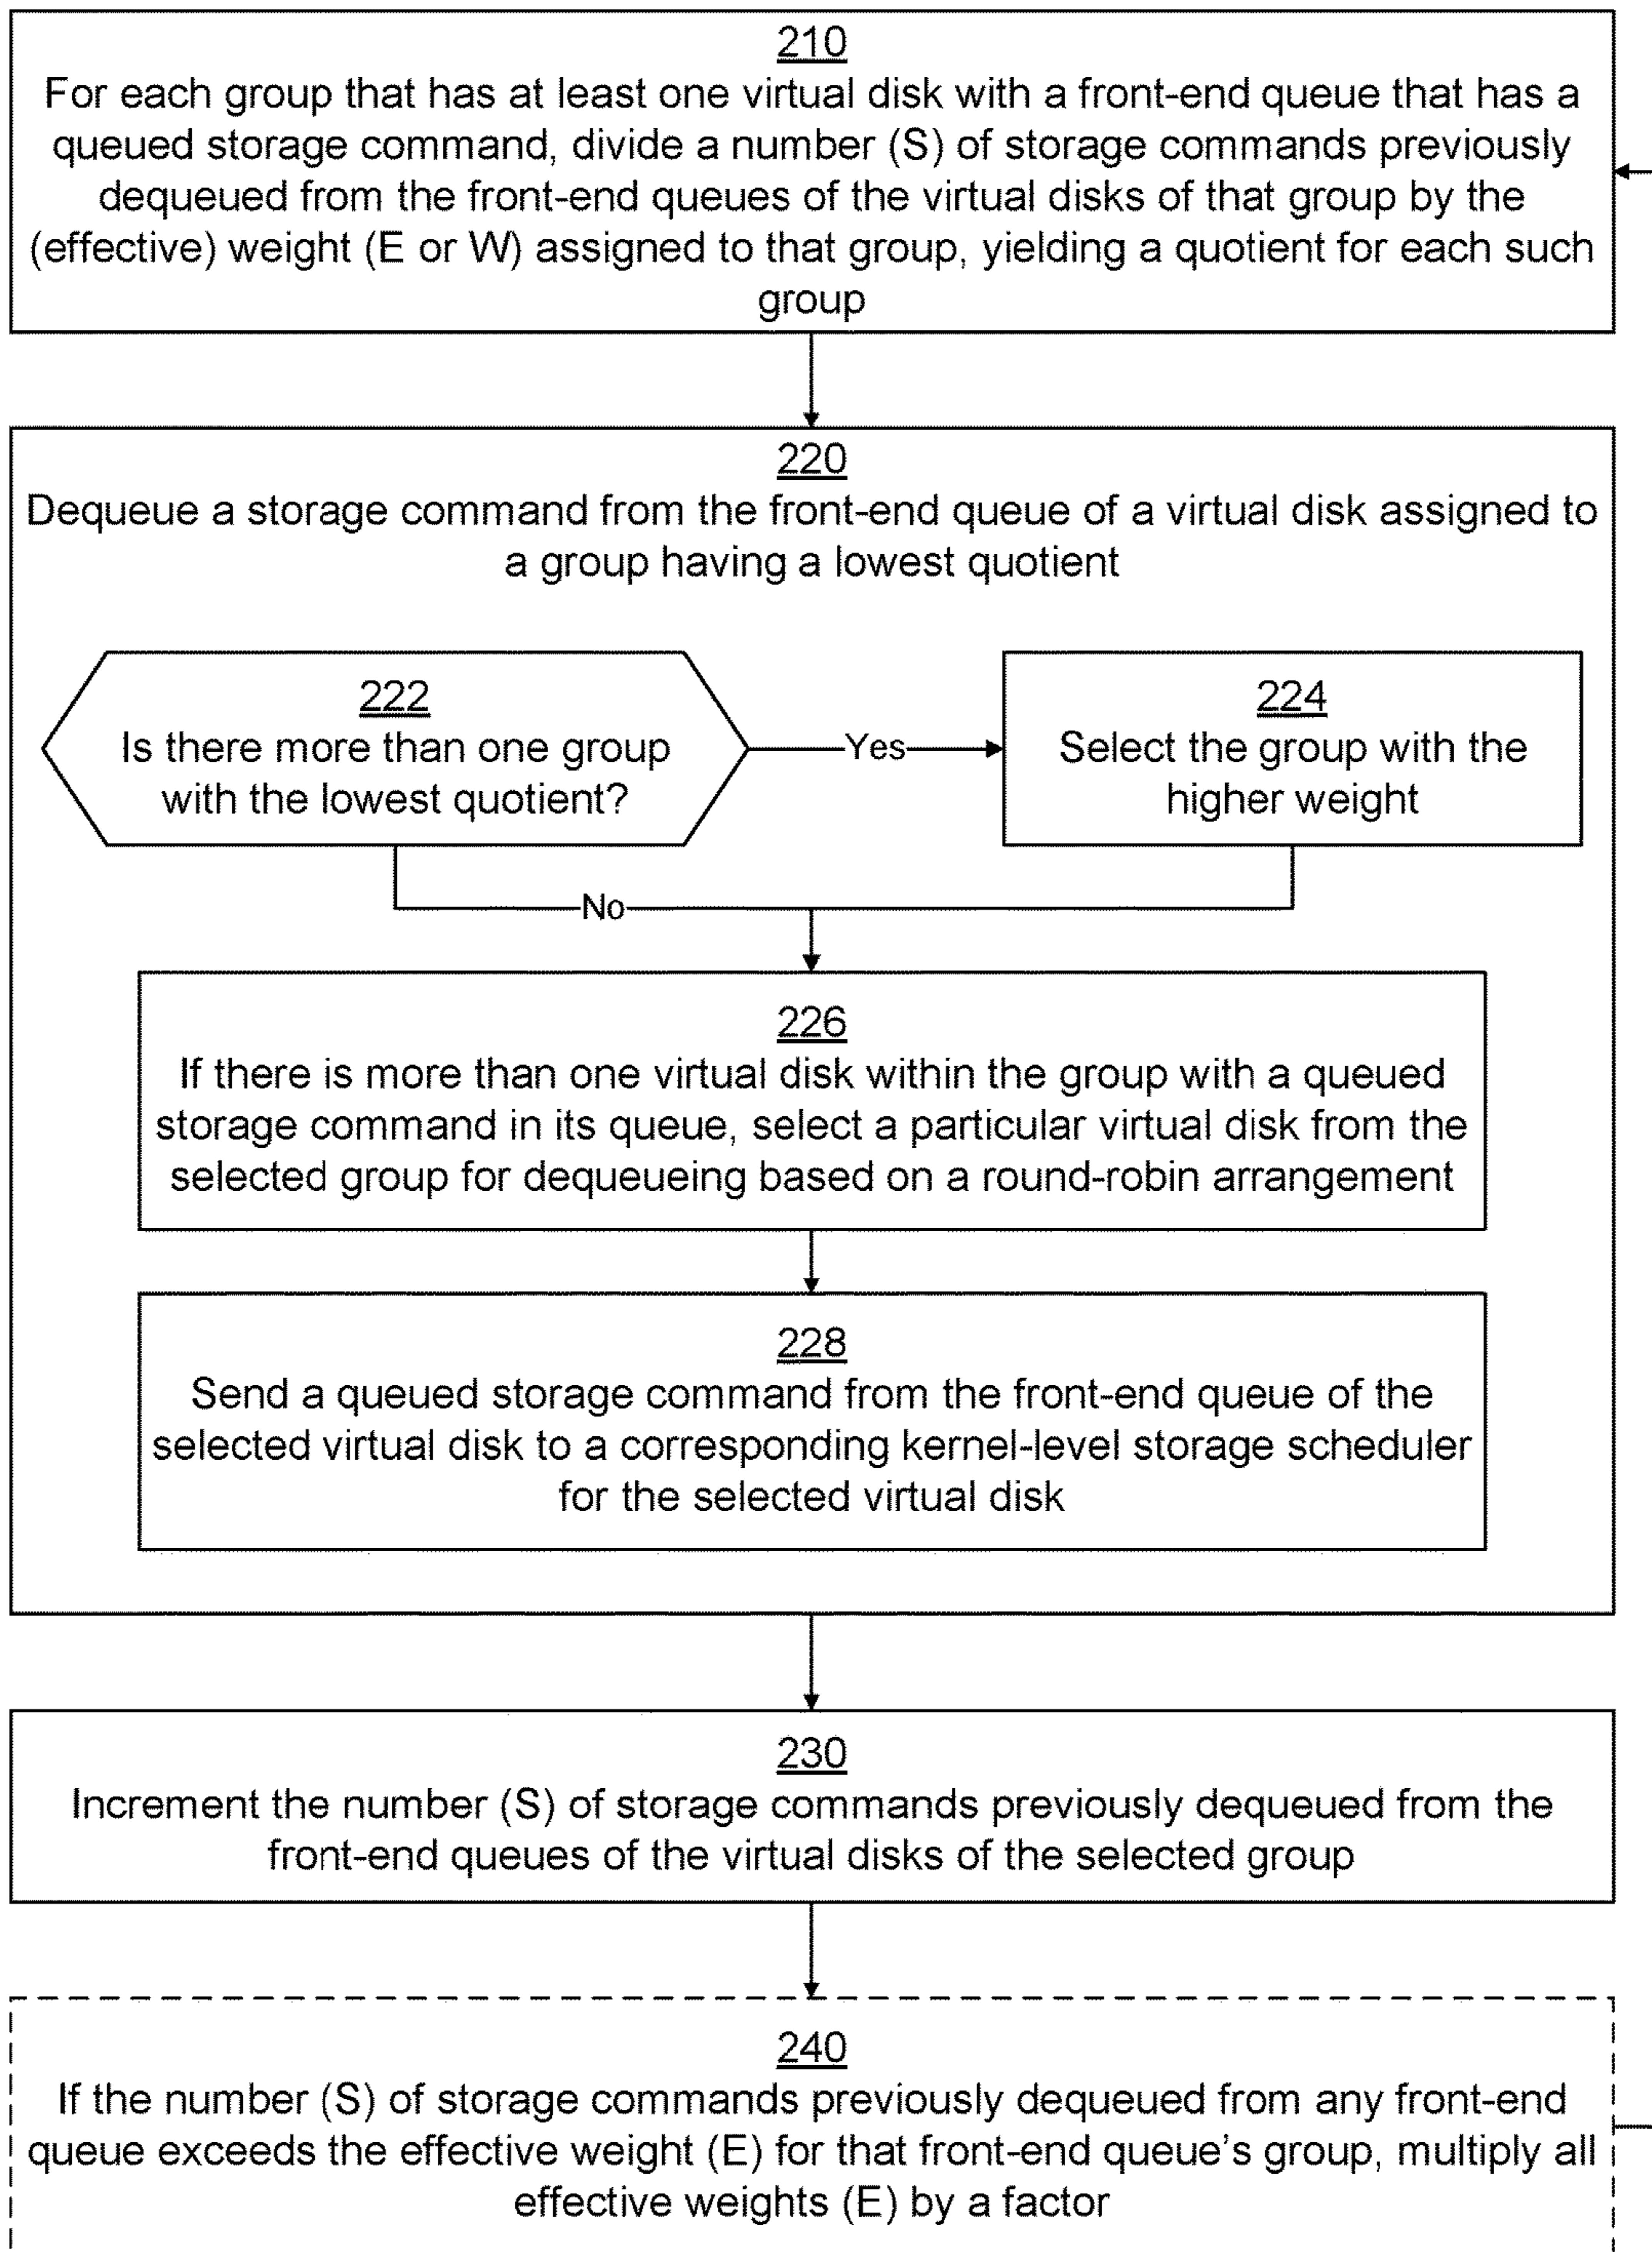 210
For each group that has at least one virtual disk with a front-end queue that has a
queued storage command, divide a number (S) of storage commands previously
dequeued from the front-end queues of the virtual disks of that group by the
(effective) weight (E or W) assigned to that group, yielding a quotient for each such
group
220
Dequeue a storage command from the front-end queue of a virtual disk assigned to
a group having a lowest quotient
222
Is there more than one group
with the lowest quotient?
Yes
224
Select the group with the
higher weight
No
226
If there is more than one virtual disk within the group with a queued
storage command in its queue, select a particular virtual disk from the
selected group for dequeueing based on a round-robin arrangement
228
Send a queued storage command from the front-end queue of the
selected virtual disk to a corresponding kernel-level storage scheduler
for the selected virtual disk
230
Increment the number (S) of storage commands previously dequeued from the
front-end queues of the virtual disks of the selected group
240
If the number (S) of storage commands previously dequeued from any front-end
queue exceeds the effective weight (E) for that front-end queue's group, multiply all
effective weights (E) by a factor